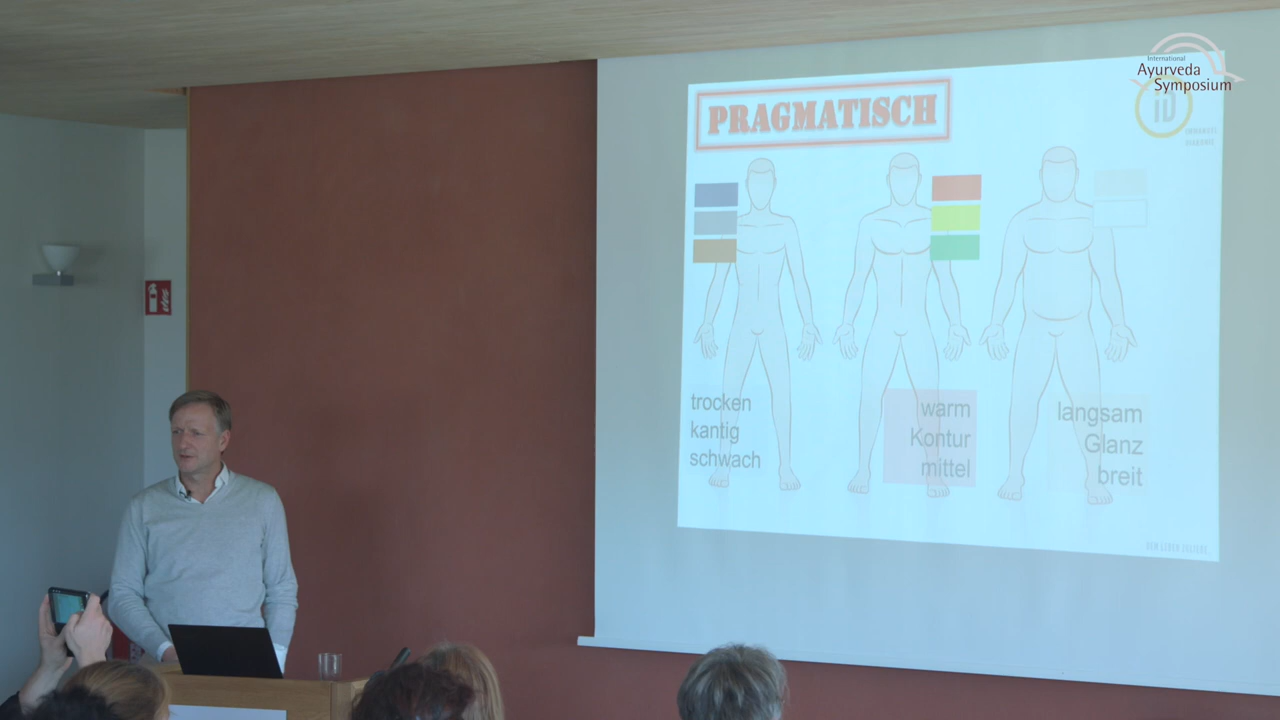 International
Ayurveda
Symposium
PRAGMATISCH
trocken
kantig
schwach
warm
Kontur
mittel
langsam
Glanz
breit